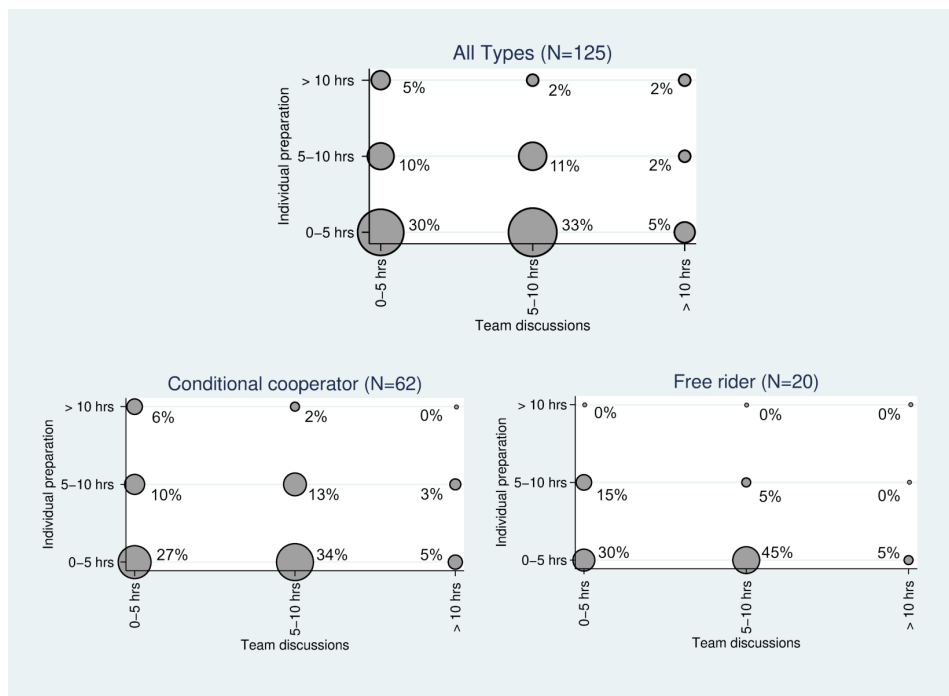 All Types (N=125)
Individual preparation
> 10 hrs
5% 2% 2%
5–10 hrs
10% 11% 2%
0–5 hrs
30% 33% 5%
0–5 hrs 5–10 hrs > 10 hrs
Team discussions
Conditional cooperator (N=62)
Individual preparation
> 10 hrs
6% 2% 0%
5–10 hrs
10% 13% 3%
0–5 hrs
27% 34% 5%
0–5 hrs 5–10 hrs > 10 hrs
Team discussions
Free rider (N=20)
Individual preparation
> 10 hrs
0% 0% 0%
5–10 hrs
15% 5% 0%
0–5 hrs
30% 45% 5%
0–5 hrs 5–10 hrs > 10 hrs
Team discussions